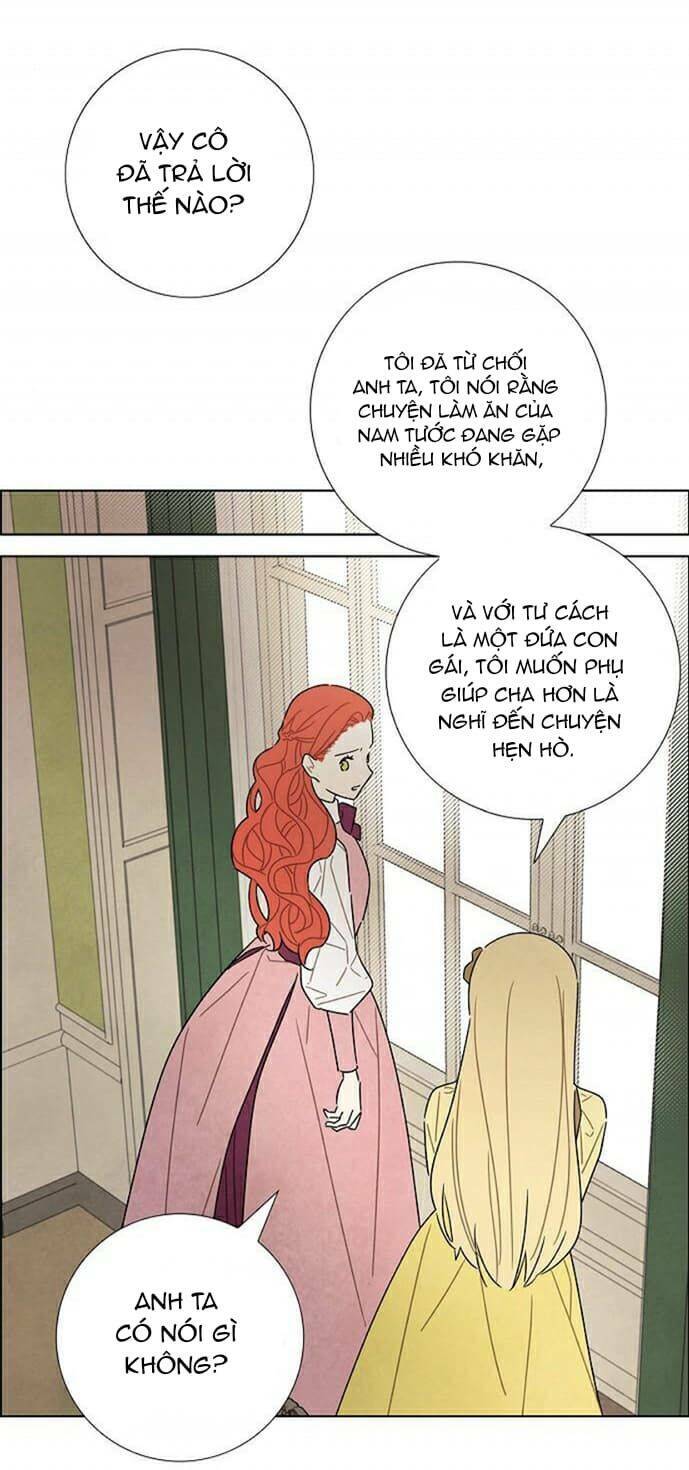 VẬY CÔ
ĐÃ TRẢ LỜI
THẾ NÀO?
TÔI ĐÃ TỪ CHỐI
ANH TA, TÔI NÓI RẰNG
CHUYỆN LÀM ĂN CỦA
NAM TƯỚC ĐANG GẶP
NHIỀU KHÓ KHĂN,
VÀ VỚI TƯ CÁCH
LÀ MỘT ĐỨA CON
GÁI, TÔI MUỐN PHỤ
GIÚP CHA HƠN LÀ
NGHĨ ĐẾN CHUYỆN
HẸN HÒ.
ANH TA
CÓ NÓI GÌ
KHÔNG?